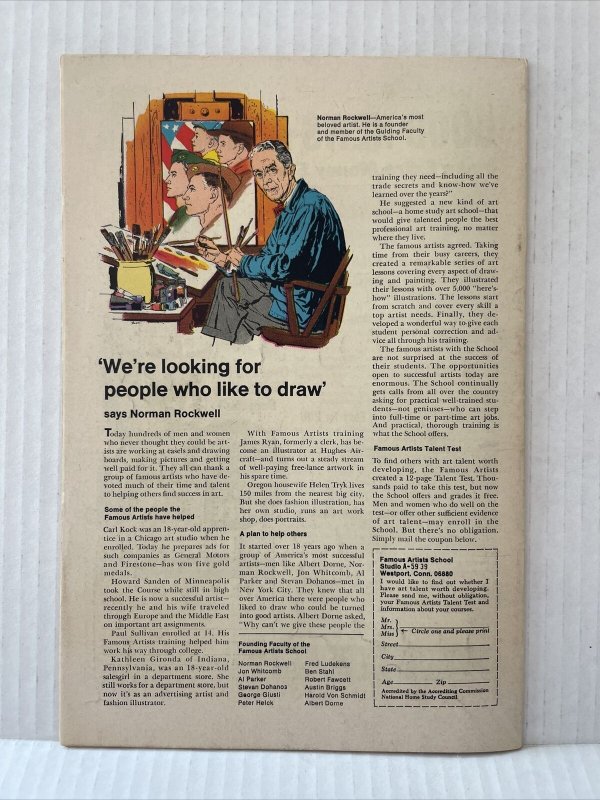 Norman Rockwell—America's most
beloved artist. He is a founder
and member of the Guiding Faculty
of the Famous Artists School.
'We're looking for
people who like to draw'
says Norman Rockwell
Today hundreds of men and women
who never thought they could be art-
ists are working at easels and drawing
boards, making pictures and getting
well paid for it. They all can thank a
group of famous artists who have de-
voted much of their time and talent
to helping others find success in art.
Some of the people the
Famous Artists have helped
Carl Kock was an 18-year-old appren-
tice in a Chicago art studio when he
enrolled. Today he prepares ads for
such companies as General Motors
and Firestone—has won five gold
medals.
Howard Sanden of Minneapolis
took the Course while still in high
school. He is now a successful artist—
recently he and his wife traveled
through Europe and the Middle East
on important art assignments.
Paul Sullivan enrolled at 14. His
Famous Artists training helped him
work his way through college.
Kathleen Gironda of Indiana,
Pennsylvania, was an 18-year-old
salesgirl in a department store. She
still works for a department store, but
now it's as an advertising artist and
fashion illustrator.
With Famous Artists training
James Ryan, formerly a clerk, has be-
come an illustrator at Hughes Air-
craft—and turns out a steady stream
of well-paying free-lance artwork in
his spare time.
Oregon housewife Helen Tryk lives
150 miles from the nearest big city.
But she does fashion illustration, has
her own studio, runs an art work
shop, does portraits.
A plan to help others
It started over 18 years ago when a
group of America's most successful
artists—men like Albert Dorne, Nor-
man Rockwell, Jon Whitcomb, Al
Parker and Stevan Dohanos—met in
New York City. They knew that all
over America there were people who
liked to draw who could be turned
into good artists. Albert Dorne asked,
"Why can't we give these people the
Founding Faculty of the
Famous Artists School
Norman Rockwell
Jon Whitcomb
Al Parker
Stevan Dohanos
George Giusti
Peter Helck
Fred Ludekens
Ben Stahl
Robert Fawcett
Austin Briggs
Harold Von Schmidt
Albert Dorne
training they need—including all the
trade secrets and know-how we've
learned over the years?"
He suggested a new kind of art
school—a home study art school—that
would give talented people the best
professional art training, no matter
where they live.
The famous artists agreed. Taking
time from their busy careers, they
created a remarkable series of art
lessons covering every aspect of draw-
ing and painting. They illustrated
their lessons with over 5,000 "here's-
how" illustrations. The lessons start
from scratch and cover every skill a
top artist needs. Finally, they de-
veloped a wonderful way to give each
student personal correction and ad-
vice all through his training.
The famous artists with the School
are not surprised at the success of
their students. The opportunities
open to successful artists today are
enormous. The School continually
gets calls from all over the country
asking for practical well-trained stu-
dents—not geniuses—who can step
into full-time or part-time art jobs.
And practical, thorough training is
what the School offers.
Famous Artists Talent Test
To find others with art talent worth
developing, the Famous Artists
created a 12-page Talent Test. Thou-
sands paid to take this test, but now
the School offers and grades it free.
Men and women who do well on the
test—or offer other sufficient evidence
of art talent—may enroll in the
School. But there's no obligation.
Simply mail the coupon below.
Famous Artists School
Studio A-5939
Westport, Conn. 06880
I would like to find out whether I
have art talent worth developing.
Please send me, without obligation,
your Famous Artists Talent Test and
information about your courses.
Mr.
Mrs.
Miss
Circle one and please print
Street
City
State
Age Zip
Accredited by the Accrediting Commission
National Home Study Council.